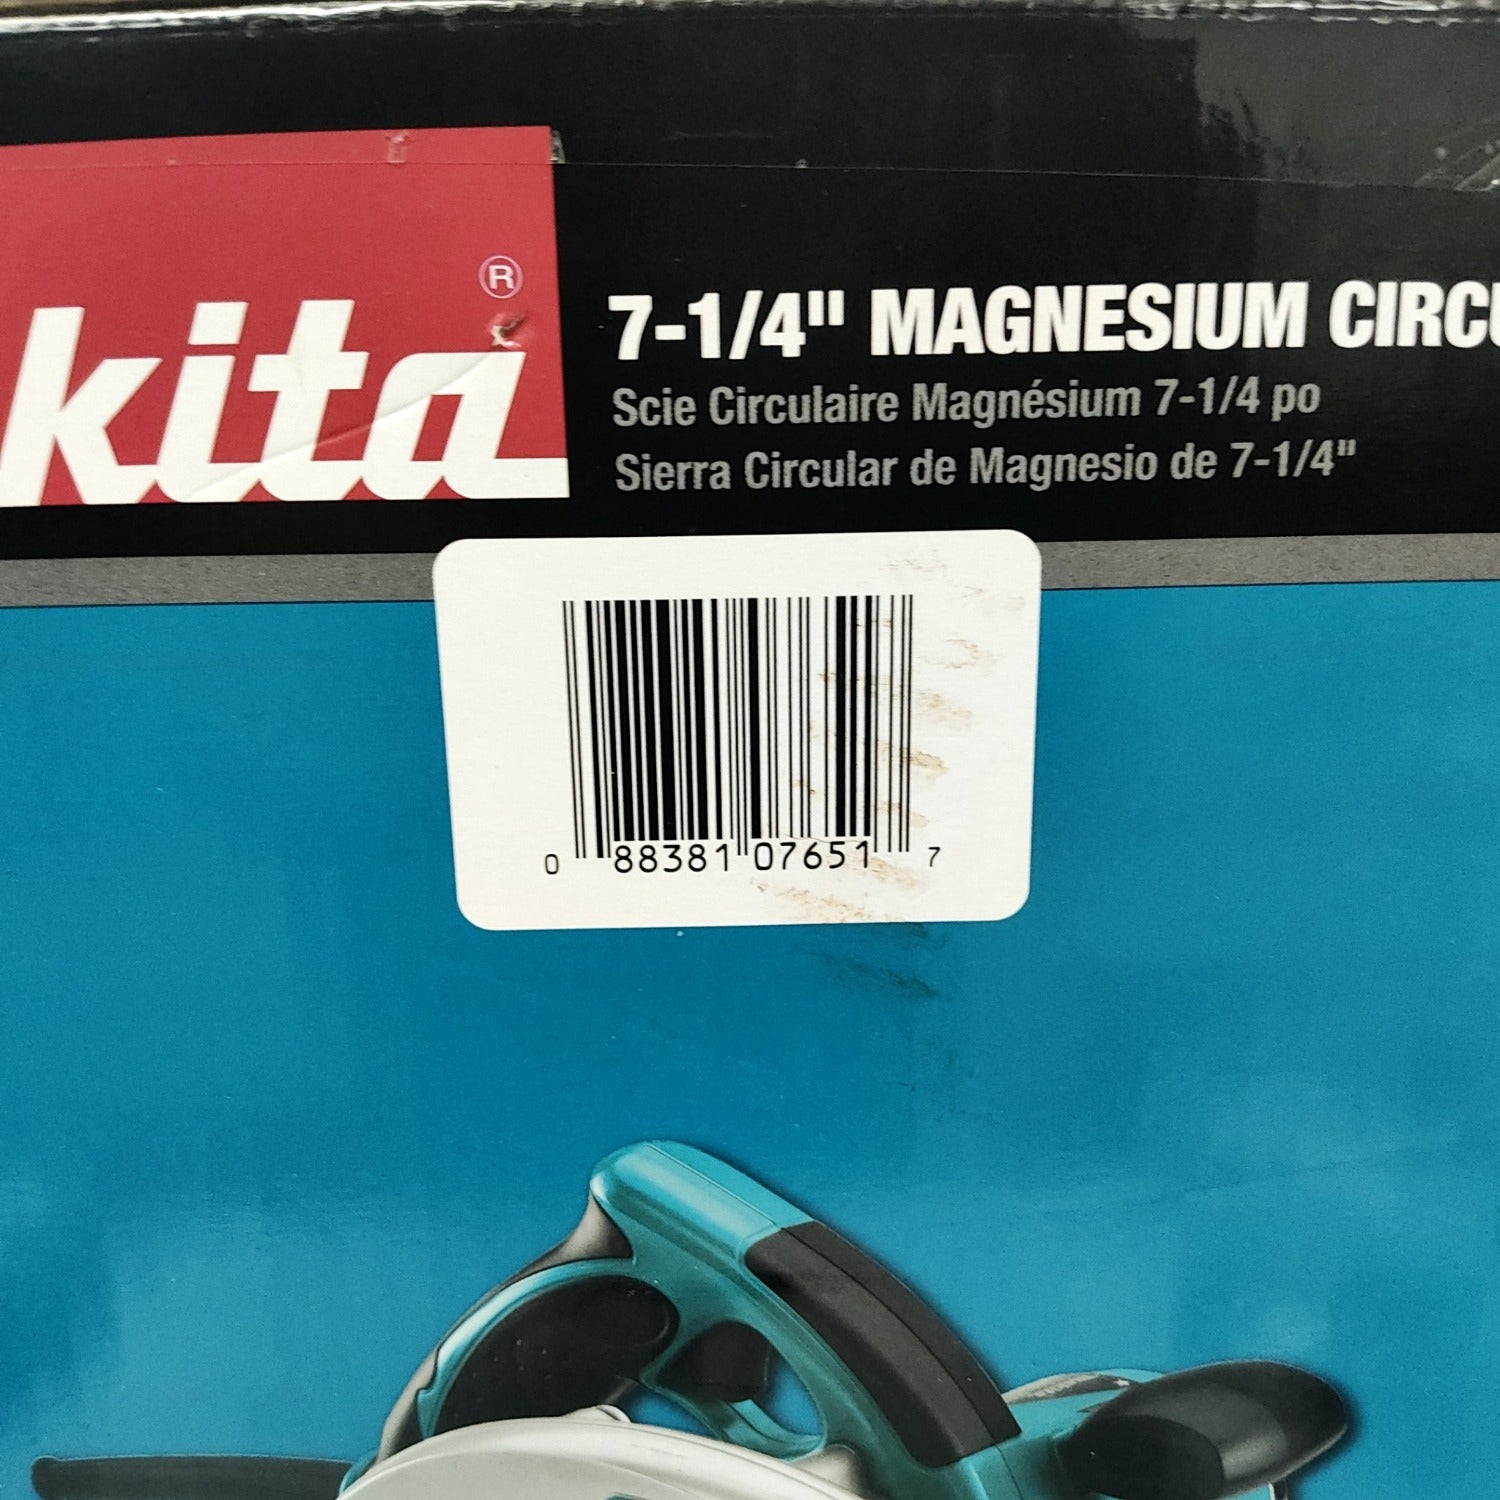 kita®
7-1/4" MAGNESIUM CIRCU
Scie Circulaire Magnésium 7-1/4 po
Sierra Circular de Magnesio de 7-1/4"
0 88381 07651 7